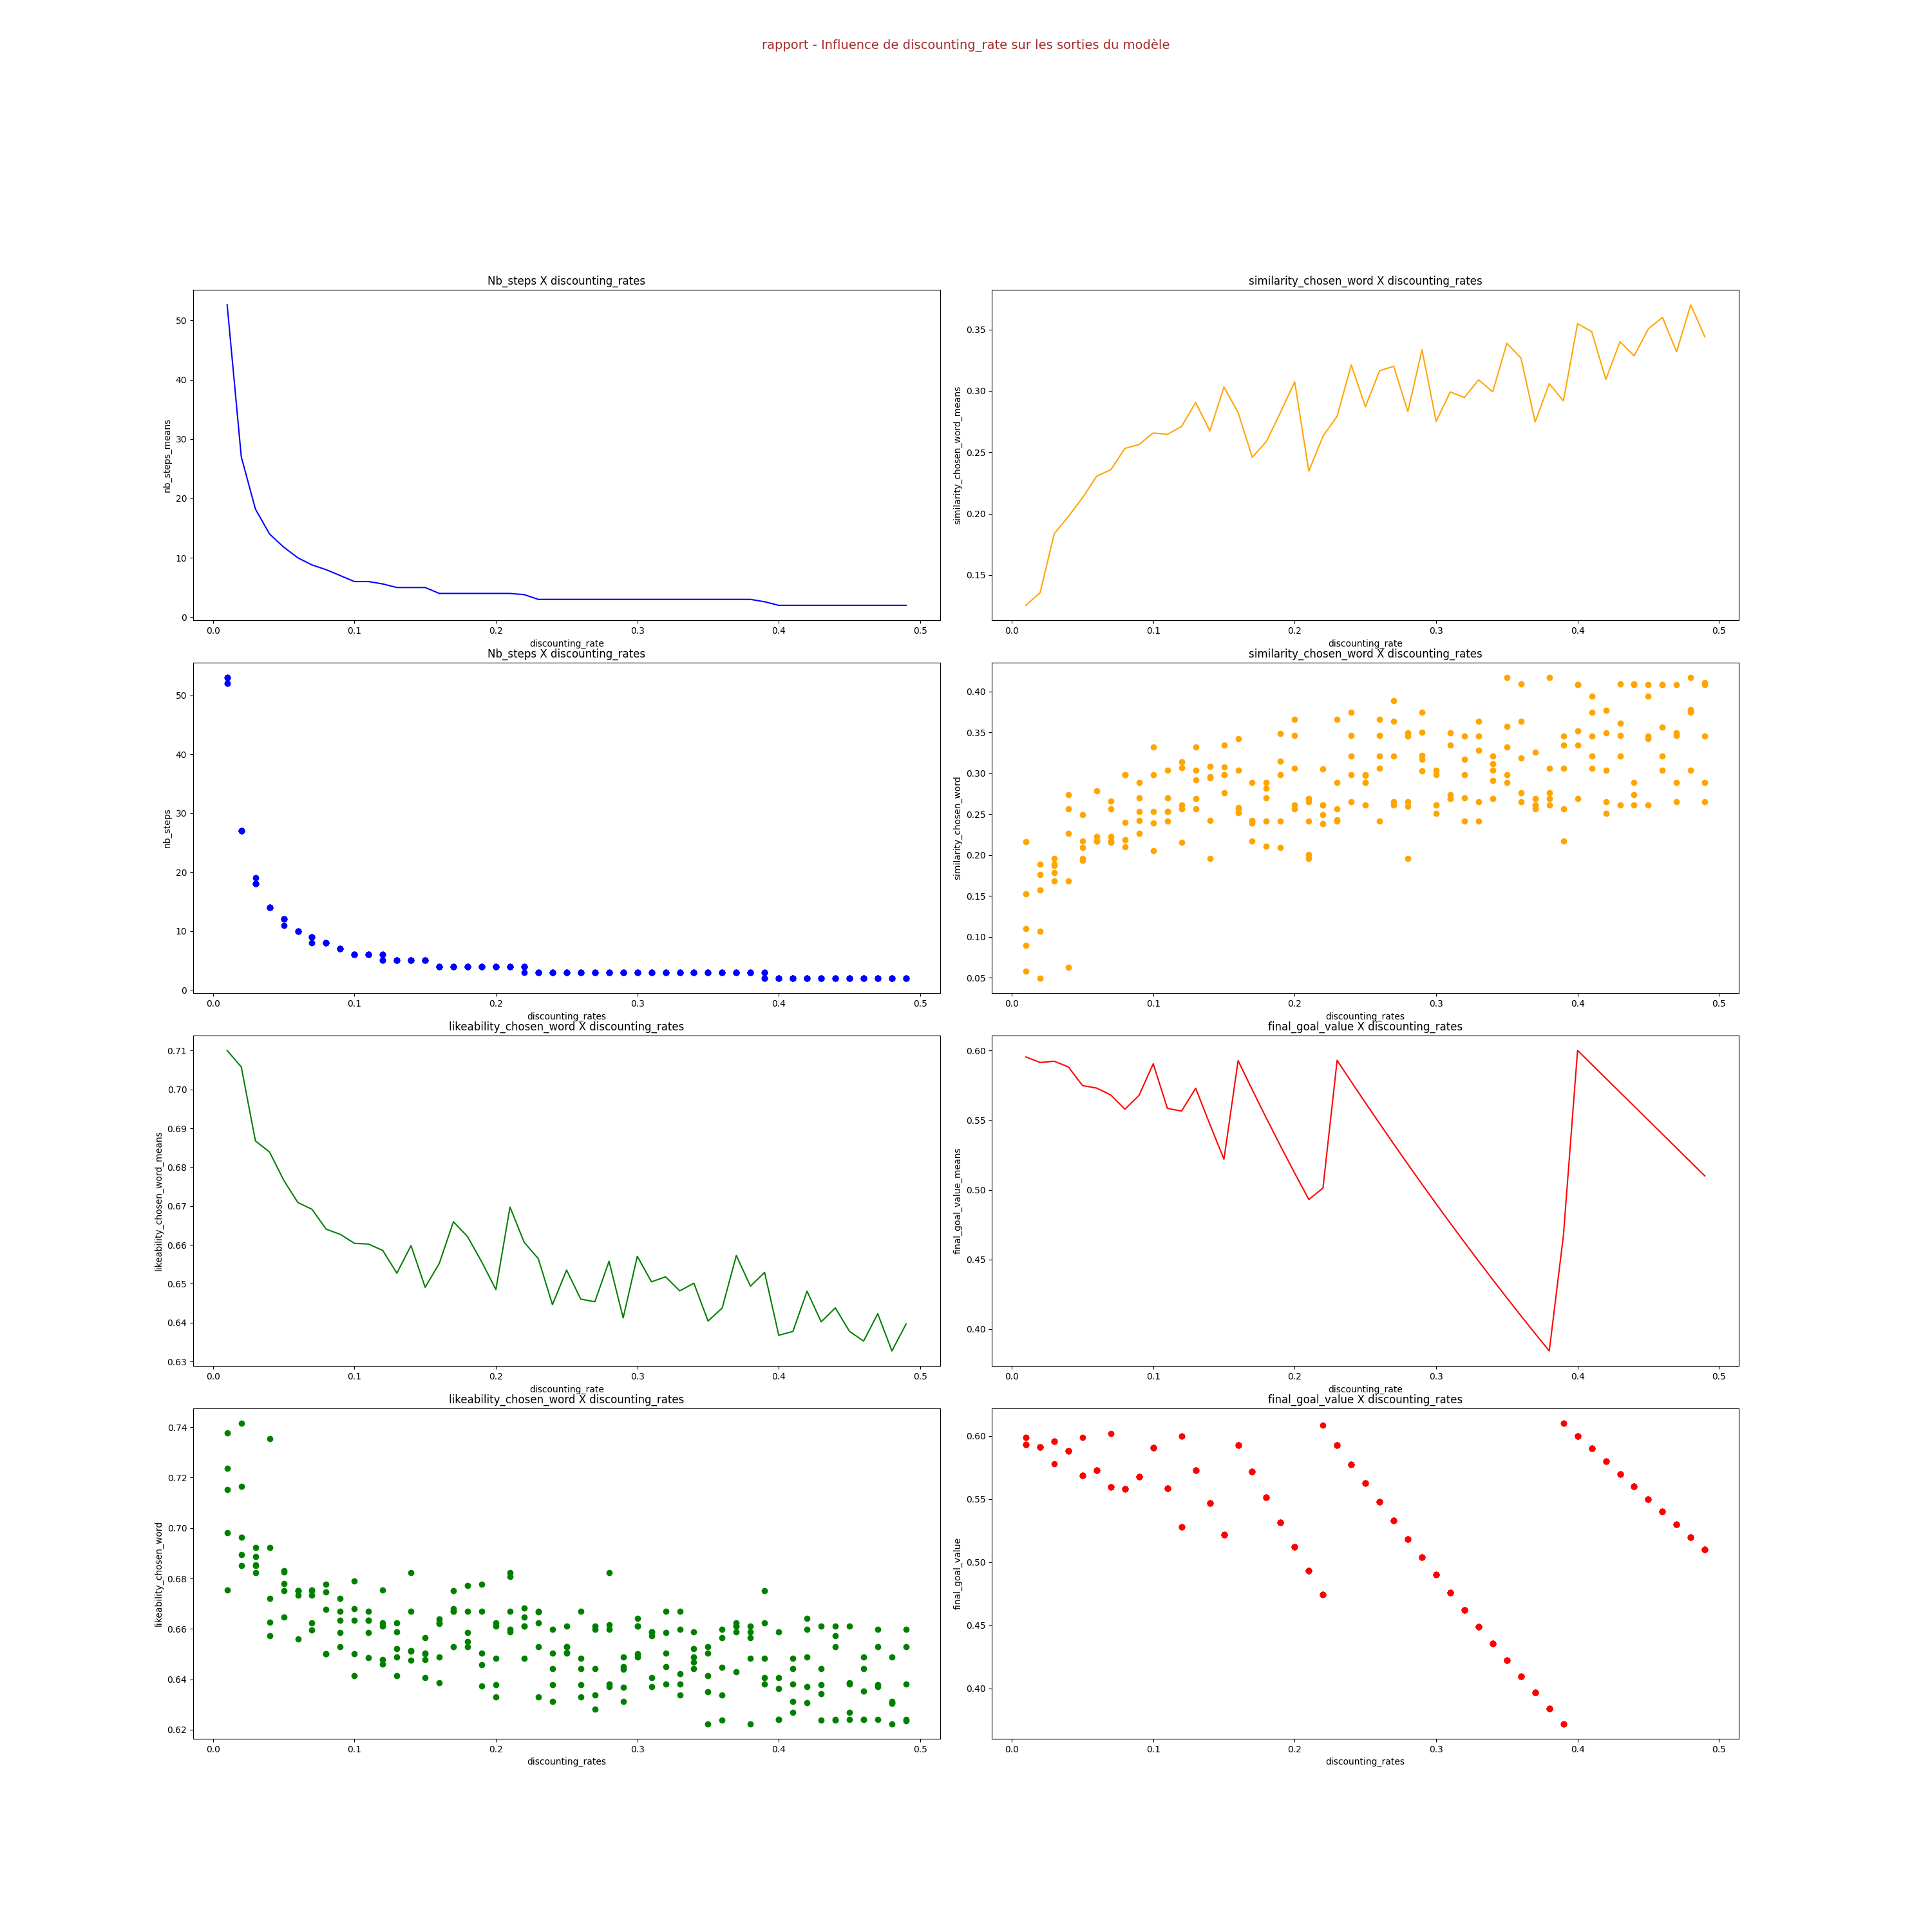 rapport - Influence de discounting_rate sur les sorties du modèle
Nb_steps X discounting_rates
nb_steps_means
50
40
30
20
10
0
0.0 0.1 0.2 0.3 0.4 0.5
discounting_rate
similarity_chosen_word X discounting_rates
similarity_chosen_word_means
0.35
0.30
0.25
0.20
0.15
0.0 0.1 0.2 0.3 0.4 0.5
discounting_rate
Nb_steps X discounting_rates
nb_steps
50
40
30
20
10
0
0.0 0.1 0.2 0.3 0.4 0.5
discounting_rates
similarity_chosen_word X discounting_rates
similarity_chosen_word
0.40
0.35
0.30
0.25
0.20
0.15
0.10
0.05
0.0 0.1 0.2 0.3 0.4 0.5
discounting_rates
likeability_chosen_word X discounting_rates
likeability_chosen_word_means
0.71
0.70
0.69
0.68
0.67
0.66
0.65
0.64
0.63
0.0 0.1 0.2 0.3 0.4 0.5
discounting_rate
final_goal_value X discounting_rates
final_goal_value_means
0.60
0.55
0.50
0.45
0.40
0.0 0.1 0.2 0.3 0.4 0.5
discounting_rate
likeability_chosen_word X discounting_rates
likeability_chosen_word
0.74
0.72
0.70
0.68
0.66
0.64
0.62
0.0 0.1 0.2 0.3 0.4 0.5
discounting_rates
final_goal_value X discounting_rates
final_goal_value
0.60
0.55
0.50
0.45
0.40
0.0 0.1 0.2 0.3 0.4 0.5
discounting_rates